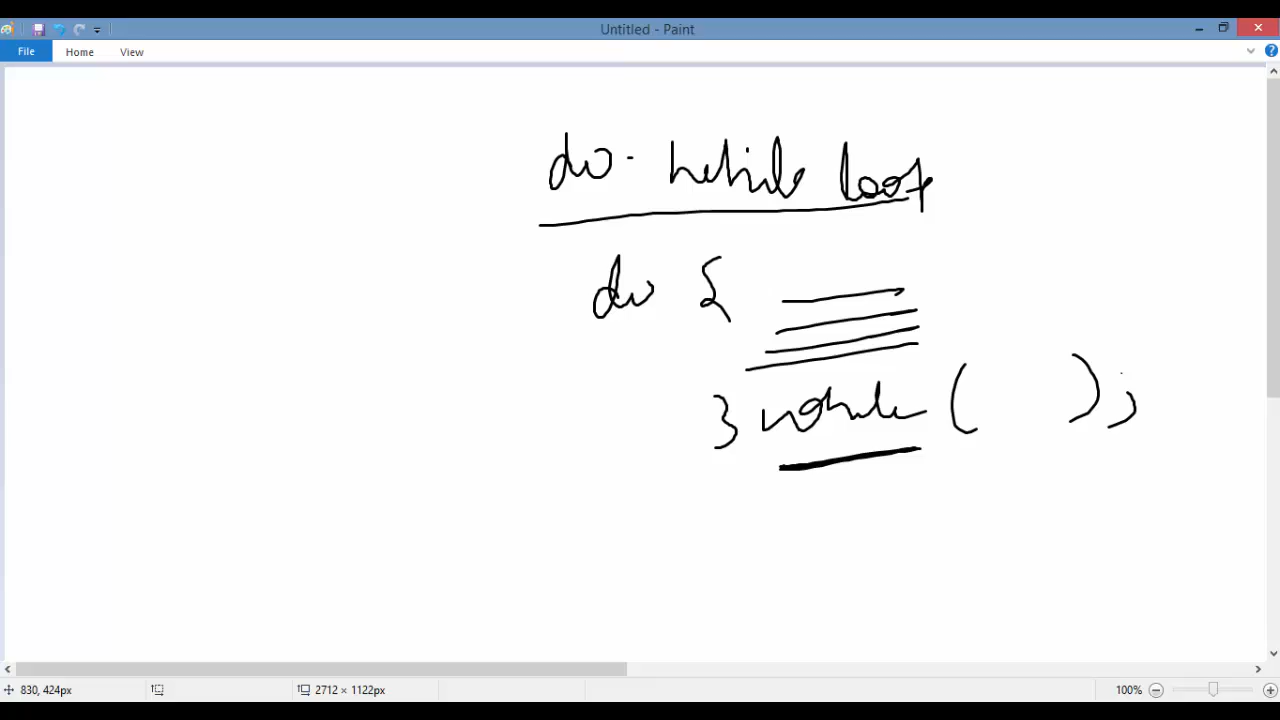 Untitled - Paint
File Home View
do - while loop
do {
} while ( );
830, 424px 2712 × 1122px 100%